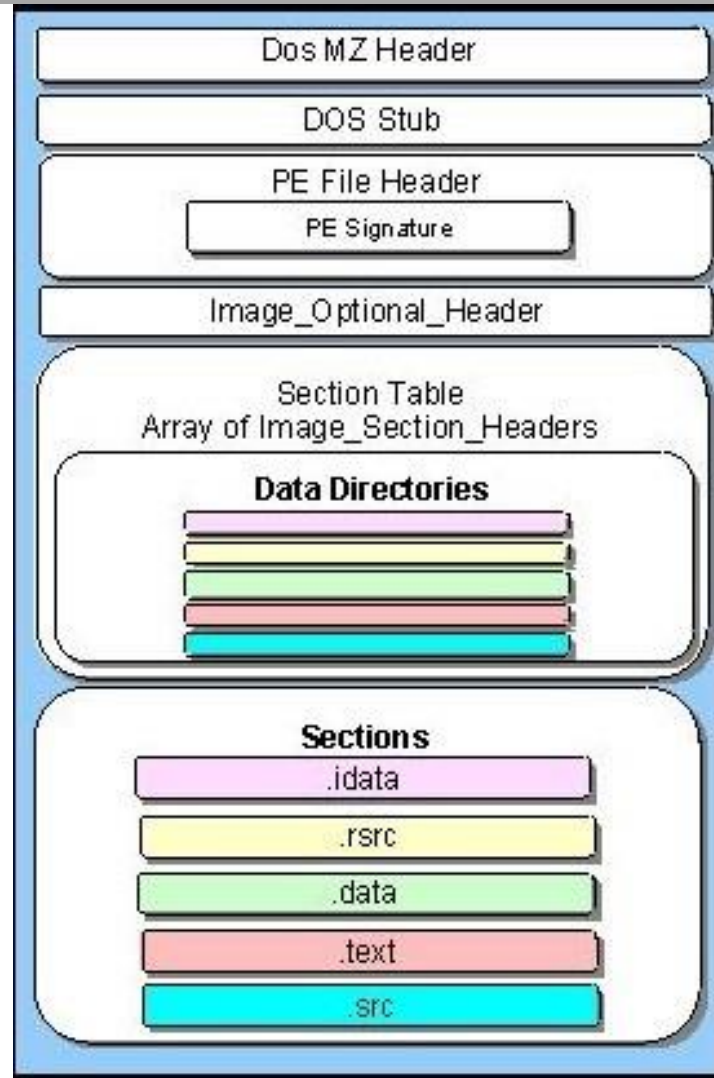 Dos MZ Header
DOS Stub
PE File Header
PE Signature
Image_Optional_Header
Section Table
Array of Image_Section_Headers
Data Directories
Sections
.idata
.rsrc
.data
.text
.src